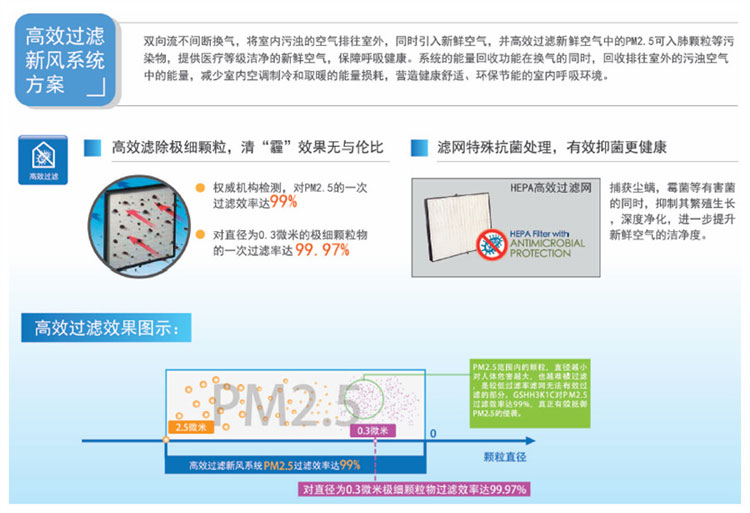 高效过滤
新风系统
方案
双向流不间断换气，将室内污浊的空气排往室外，同时引入新鲜空气，并高效过滤新鲜空气中的PM2.5可入肺颗粒等污
染物，提供医疗等级洁净的新鲜空气，保障呼吸健康。系统的能量回收功能在换气的同时，回收排往室外的污浊空气
中的能量，减少室内空调制冷和取暖的能量损耗，营造健康舒适、环保节能的室内呼吸环境。
高效过滤
高效滤除极细颗粒，清“霾”效果无与伦比
权威机构检测，对PM2.5的一次
过滤效率达99%
对直径为0.3微米的极细颗粒物
的一次过滤率达99.97%
滤网特殊抗菌处理，有效抑菌更健康
HEPA高效过滤网
HEPA Filter with
ANTIMICROBIAL
PROTECTION
捕获尘螨，霉菌等有害菌
的同时，抑制其繁殖生长
，深度净化，进一步提升
新鲜空气的洁净度。
高效过滤效果图示：
PM2.5
PM2.5范围内的颗粒，直径越小
对人体危害越大，也越难被过滤
，是较低过滤率滤网无法有效过
滤的部分，GSHH3K1C对PM2.5
过滤效率达99%，真正有效抵御
PM2.5的侵袭。
2.5微米
0.3微米
0
颗粒直径
高效过滤新风系统PM2.5过滤效率达99%
对直径为0.3微米极细颗粒物过滤效率达99.97%